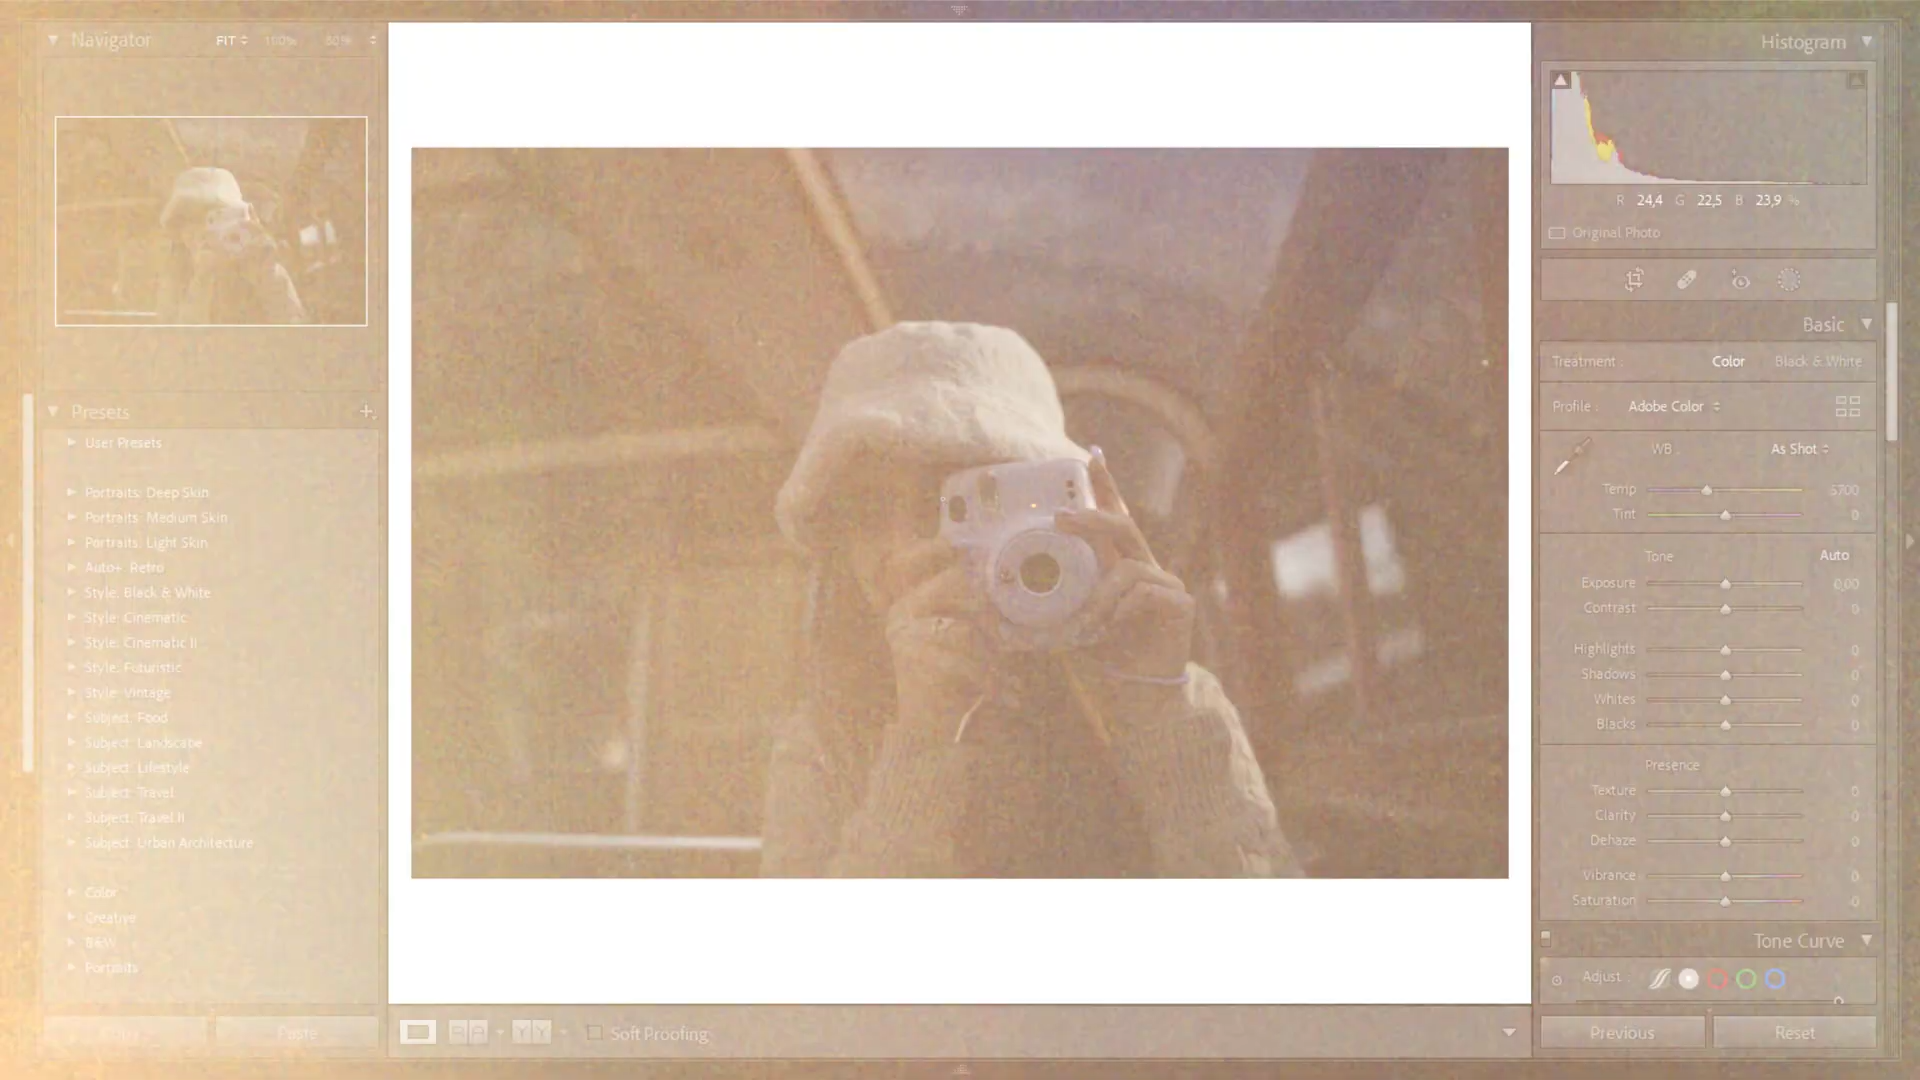 Navigator FIT 100% 50%
Presets +
User Presets
Portraits: Deep Skin
Portraits: Medium Skin
Portraits: Light Skin
Auto+: Retro
Style: Black & White
Style: Cinematic
Style: Cinematic II
Style: Futuristic
Style: Vintage
Subject: Food
Subject: Landscape
Subject: Lifestyle
Subject: Travel
Subject: Travel II
Subject: Urban Architecture
Color
Creative
B&W
Portraits
Paste
Soft Proofing
Histogram
R 24,4 G 22,5 B 23,9 %
Original Photo
Basic
Treatment : Color Black & White
Profile : Adobe Color
WB : As Shot
Temp 5700
Tint 0
Tone Auto
Exposure 0,00
Contrast 0
Highlights 0
Shadows 0
Whites 0
Blacks 0
Presence
Texture 0
Clarity 0
Dehaze 0
Vibrance 0
Saturation 0
Tone Curve
Adjust :
Previous Reset